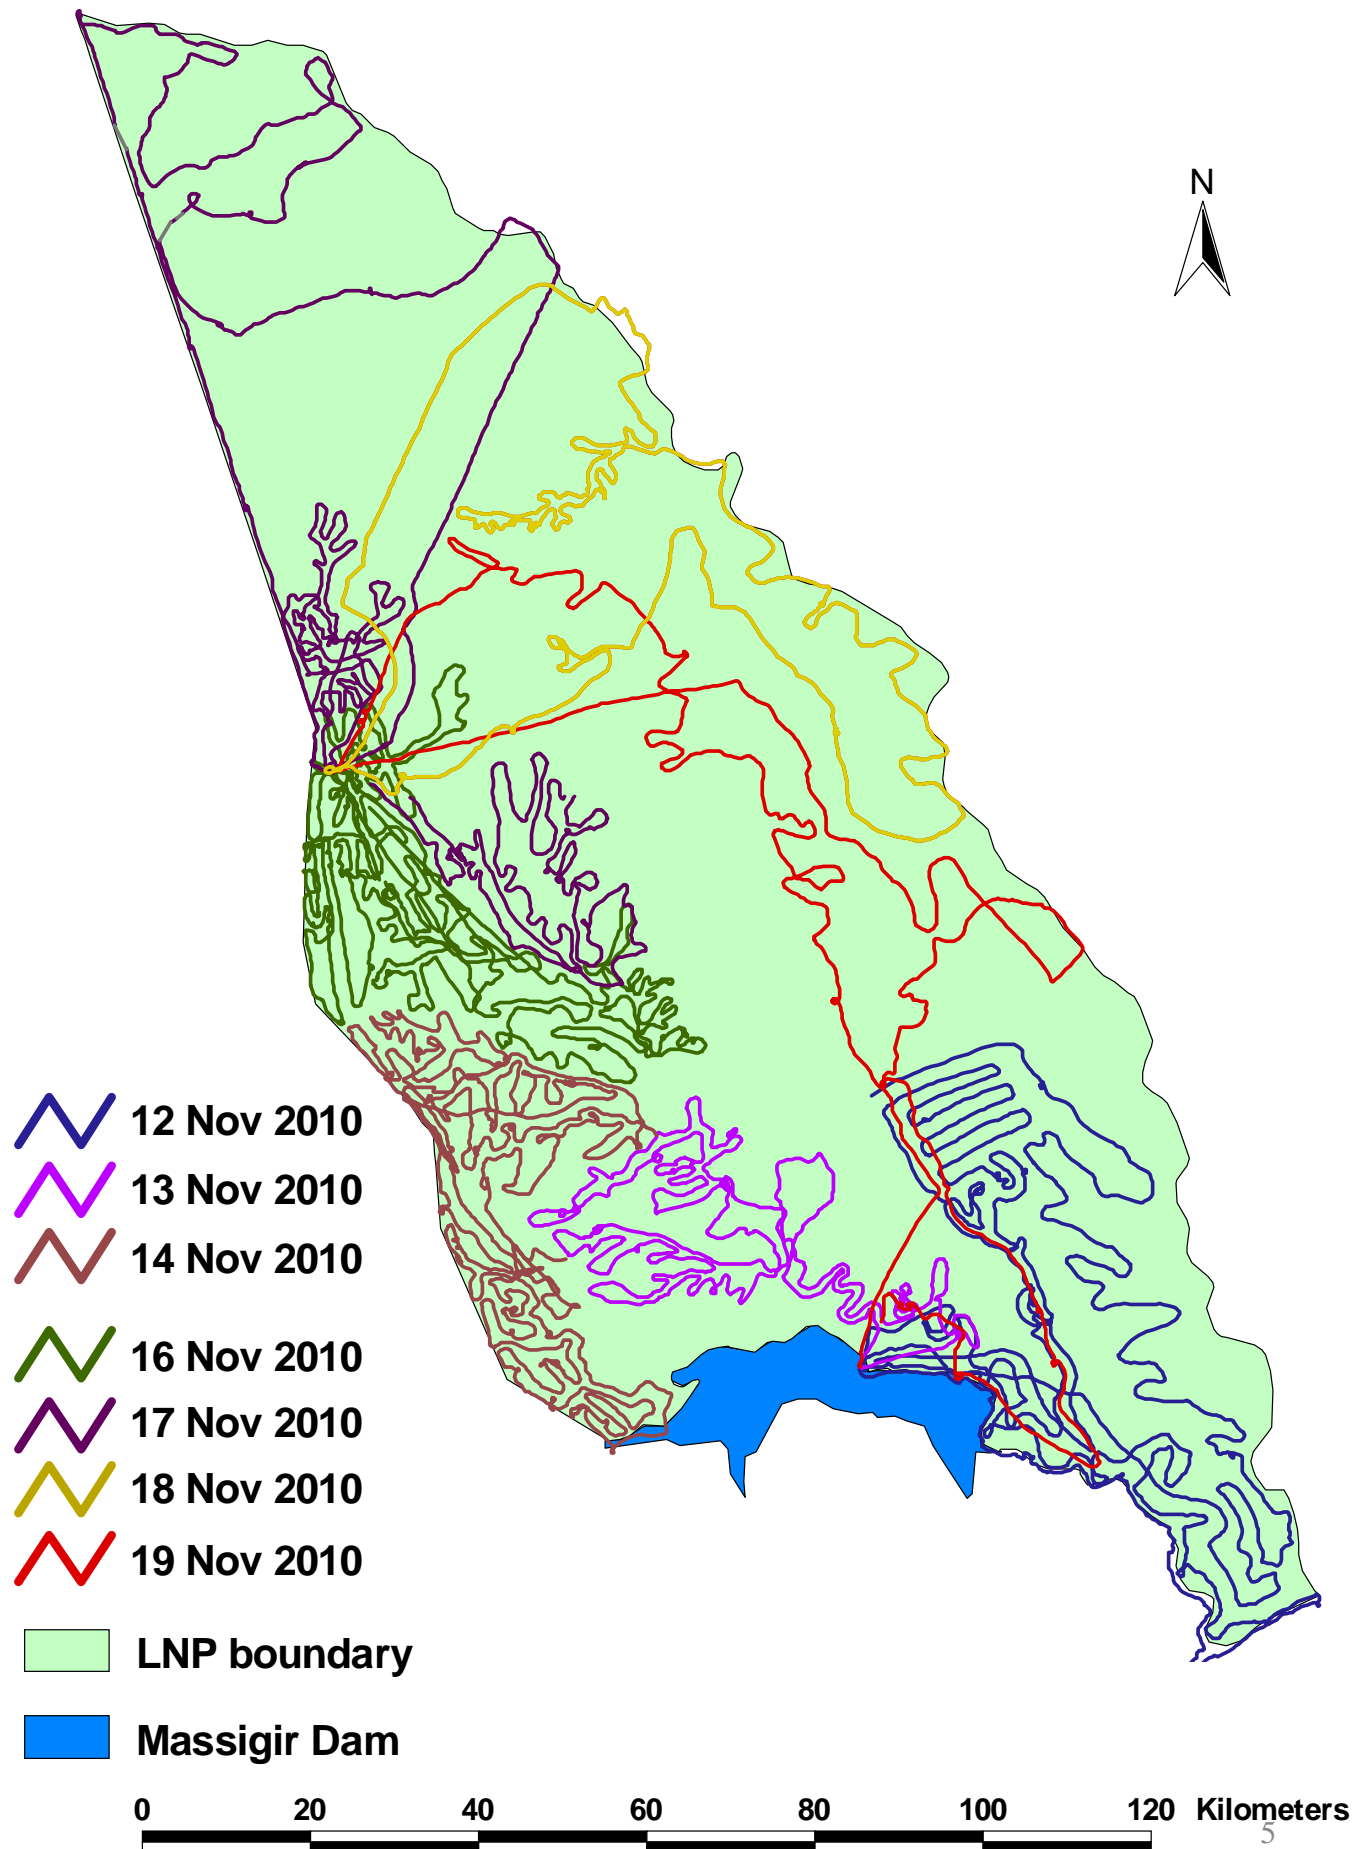 N
12 Nov 2010
13 Nov 2010
14 Nov 2010
16 Nov 2010
17 Nov 2010
18 Nov 2010
19 Nov 2010
LNP boundary
Massigir Dam
0 20 40 60 80 100 120 Kilometers
5